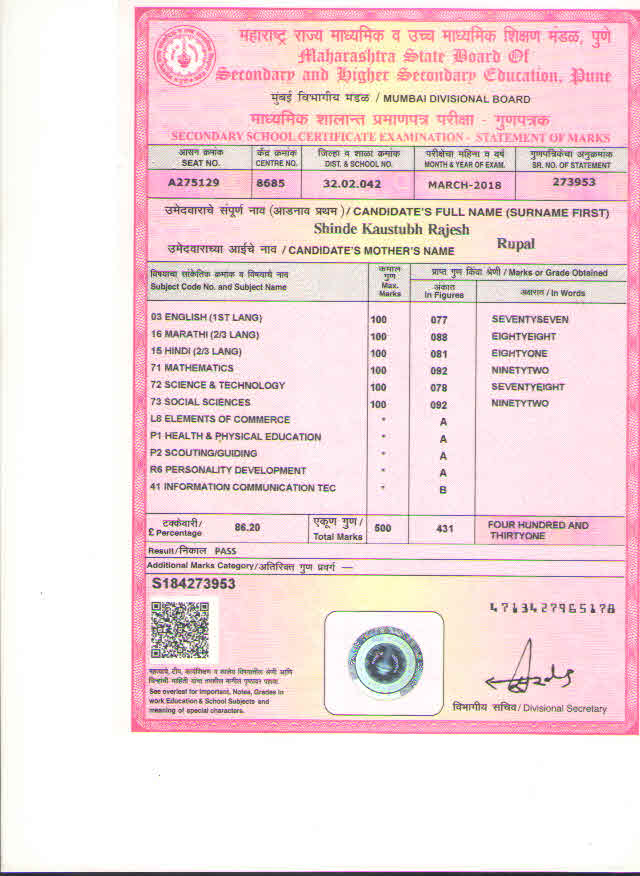 महाराष्ट्र राज्य माध्यमिक व उच्च माध्यमिक शिक्षण मंडळ, पुणे
Maharashtra State Board Of
Secondary and Higher Secondary Education, Pune
मुंबई विभागीय मंडळ / MUMBAI DIVISIONAL BOARD
माध्यमिक शालान्त प्रमाणपत्र परीक्षा - गुणपत्रक
SECONDARY SCHOOL CERTIFICATE EXAMINATION - STATEMENT OF MARKS
आसन क्रमांक केंद्र क्रमांक जिल्हा व शाळा क्रमांक परीक्षेचा महिना व वर्ष गुणपत्रिकेचा अनुक्रमांक
SEAT NO. CENTRE NO. DIST. & SCHOOL NO. MONTH & YEAR OF EXAM. SR. NO. OF STATEMENT
A275129 8685 32.02.042 MARCH-2018 273953
उमेदवाराचे संपूर्ण नाव (आडनाव प्रथम) / CANDIDATE'S FULL NAME (SURNAME FIRST)
Shinde Kaustubh Rajesh
उमेदवाराच्या आईचे नाव / CANDIDATE'S MOTHER'S NAME Rupal
विषयाचा सांकेतिक क्रमांक व विषयाचे नाव कमाल गुण प्राप्त गुण किंवा श्रेणी / Marks or Grade Obtained
Subject Code No. and Subject Name Max. Marks अंकात In Figures अक्षरात / In Words
03 ENGLISH (1ST LANG) 100 077 SEVENTYSEVEN
16 MARATHI (2/3 LANG) 100 088 EIGHTYEIGHT
15 HINDI (2/3 LANG) 100 081 EIGHTYONE
71 MATHEMATICS 100 092 NINETYTWO
72 SCIENCE & TECHNOLOGY 100 078 SEVENTYEIGHT
73 SOCIAL SCIENCES 100 092 NINETYTWO
L8 ELEMENTS OF COMMERCE * A
P1 HEALTH & PHYSICAL EDUCATION * A
P2 SCOUTING/GUIDING * A
R6 PERSONALITY DEVELOPMENT * A
41 INFORMATION COMMUNICATION TEC * B
टक्केवारी/ एकूण गुण / FOUR HUNDRED AND
£ Percentage 86.20 Total Marks 500 431 THIRTYONE
Result/निकाल PASS
Additional Marks Category/अतिरिक्त गुण प्रवर्ग —
S184273953
4713427965178
See overleaf for Important, Notes, Grades in
work Education & School Subjects and
meaning of special characters.
विभागीय सचिव / Divisional Secretary